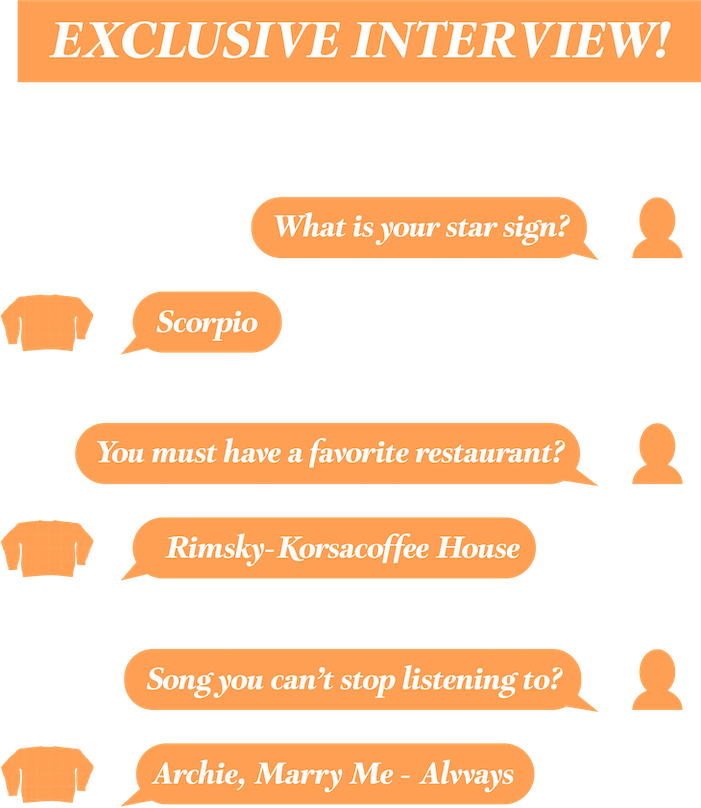 EXCLUSIVE INTERVIEW!
What is your star sign?
Scorpio
You must have a favorite restaurant?
Rimsky-Korsacoffee House
Song you can't stop listening to?
Archie, Marry Me - Alvvays